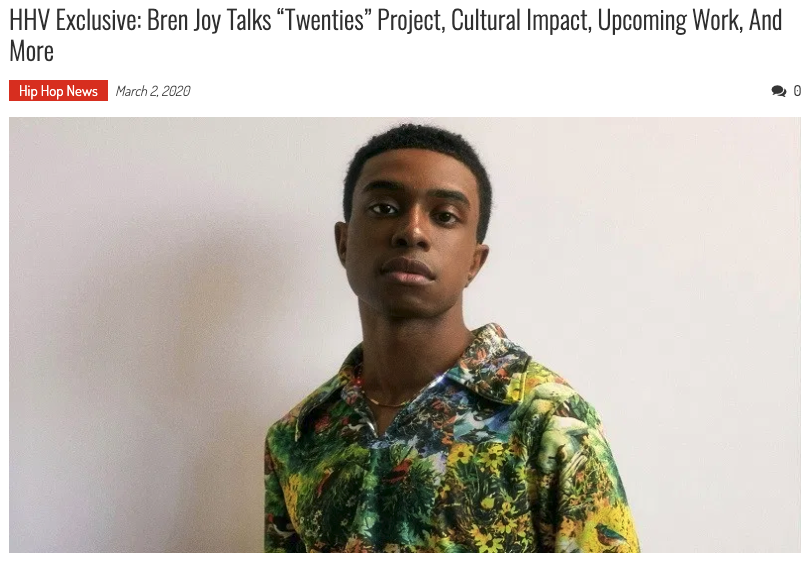 HHV Exclusive: Bren Joy Talks “Twenties” Project, Cultural Impact, Upcoming Work, And
More
Hip Hop News March 2, 2020 0